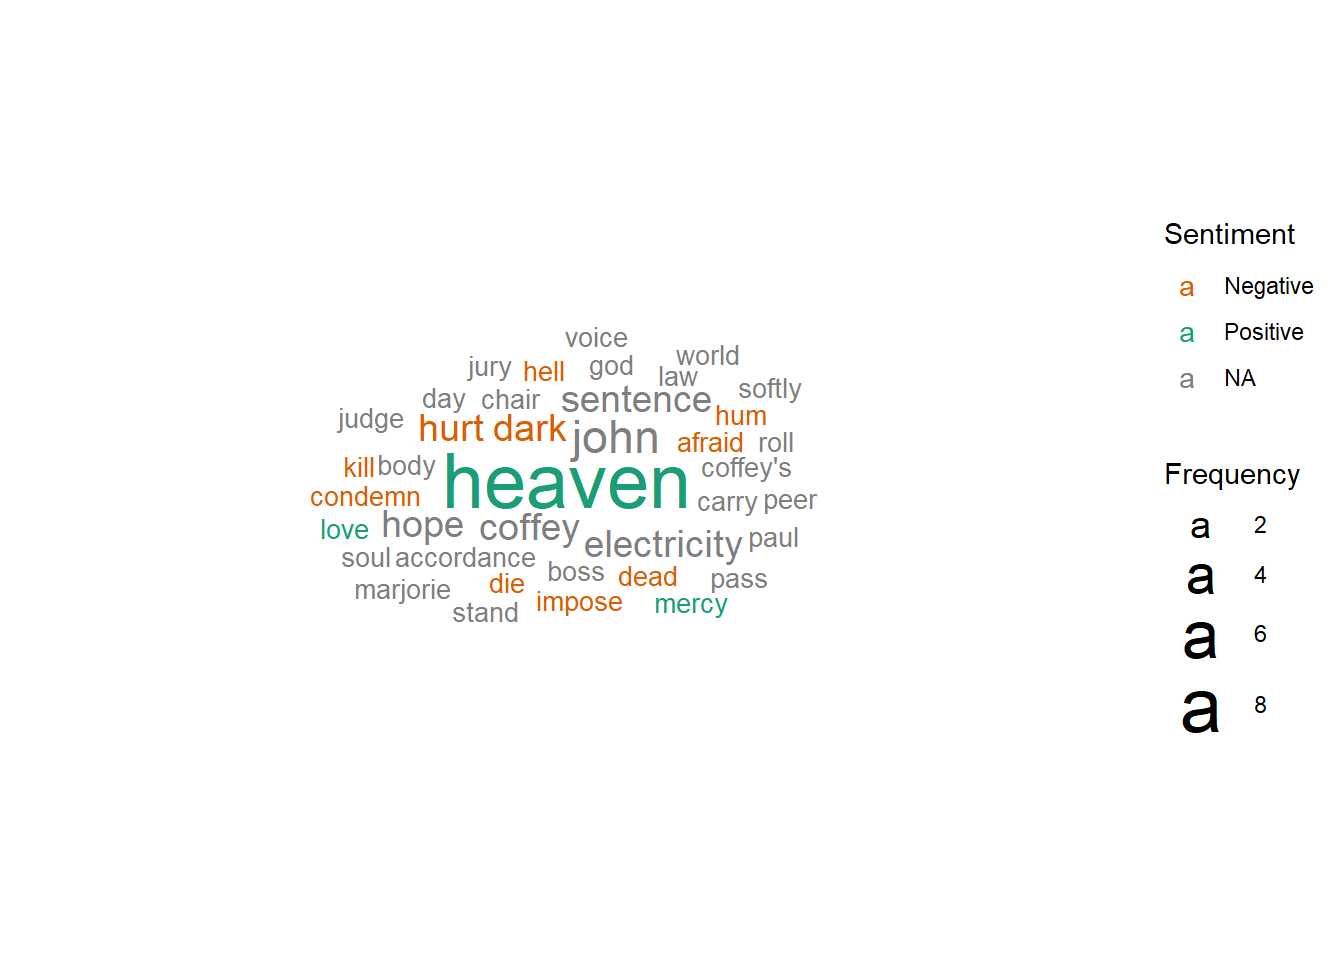 voice
world
jury hell god law
day chair sentence softly
judge hurt dark john hum
afraid roll
kill body heaven coffey's
condemn carry peer
love hope coffey electricity paul
soul accordance boss dead pass
marjorie die impose mercy
stand
Sentiment
a Negative
a Positive
a NA
Frequency
a 2
a 4
a 6
a 8